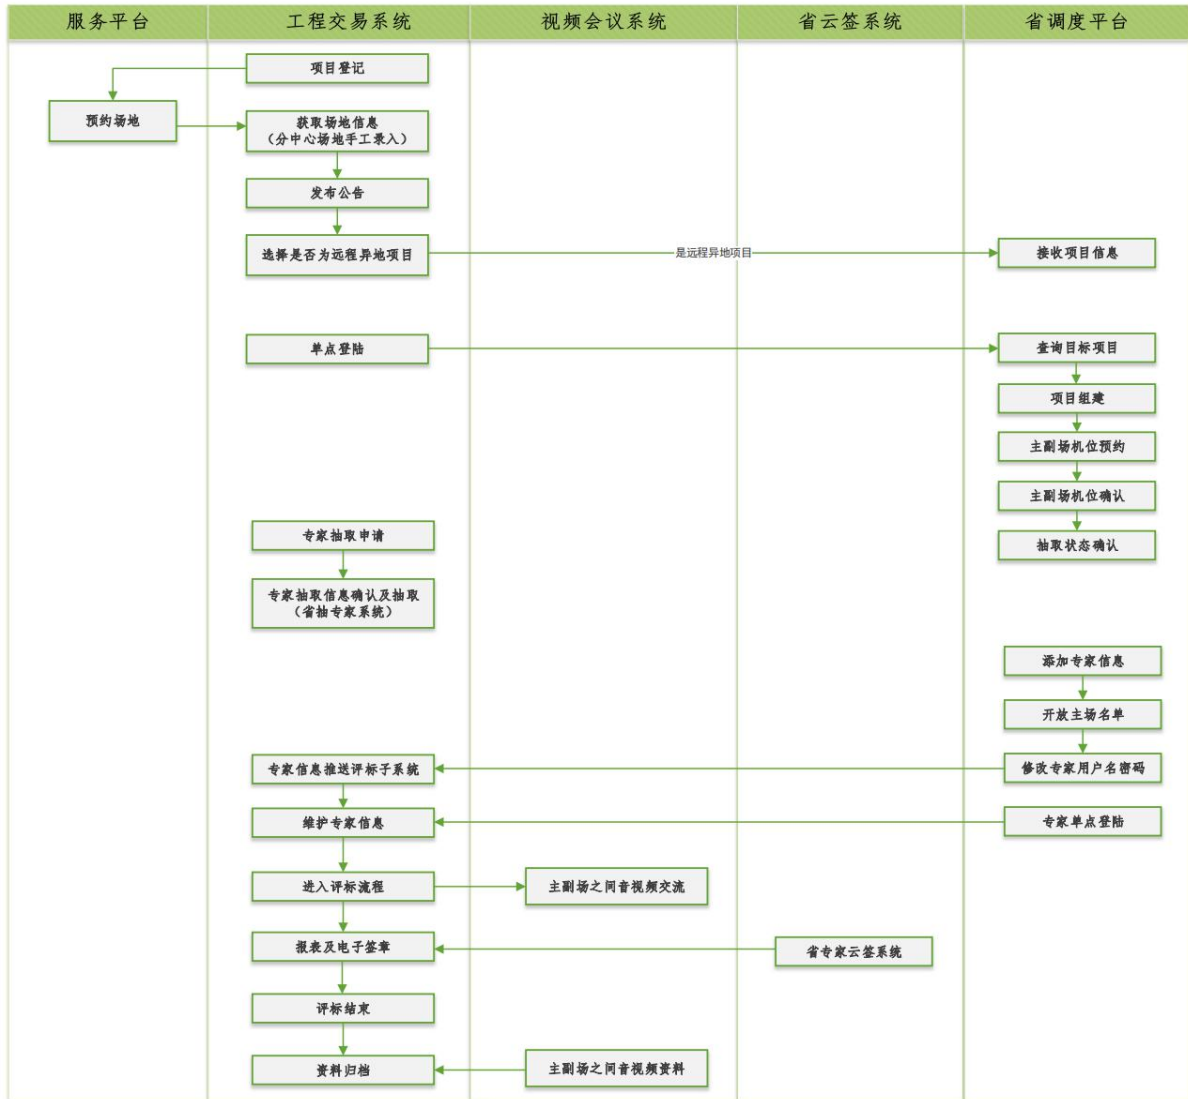 服务平台
工程交易系统
视频会议系统
省云签系统
省调度平台
项目登记
预约场地
获取场地信息
（分中心场地手工录入）
发布公告
选择是否为远程异地项目
是远程异地项目
接收项目信息
单点登陆
查询目标项目
项目组建
主副场机位预约
主副场机位确认
专家抽取申请
抽取状态确认
专家抽取信息确认及抽取
（省抽专家系统）
添加专家信息
开放主场名单
专家信息推送评标子系统
修改专家用户名密码
维护专家信息
专家单点登陆
进入评标流程
主副场之间音视频交流
报表及电子签章
省专家云签系统
评标结束
资料归档
主副场之间音视频资料